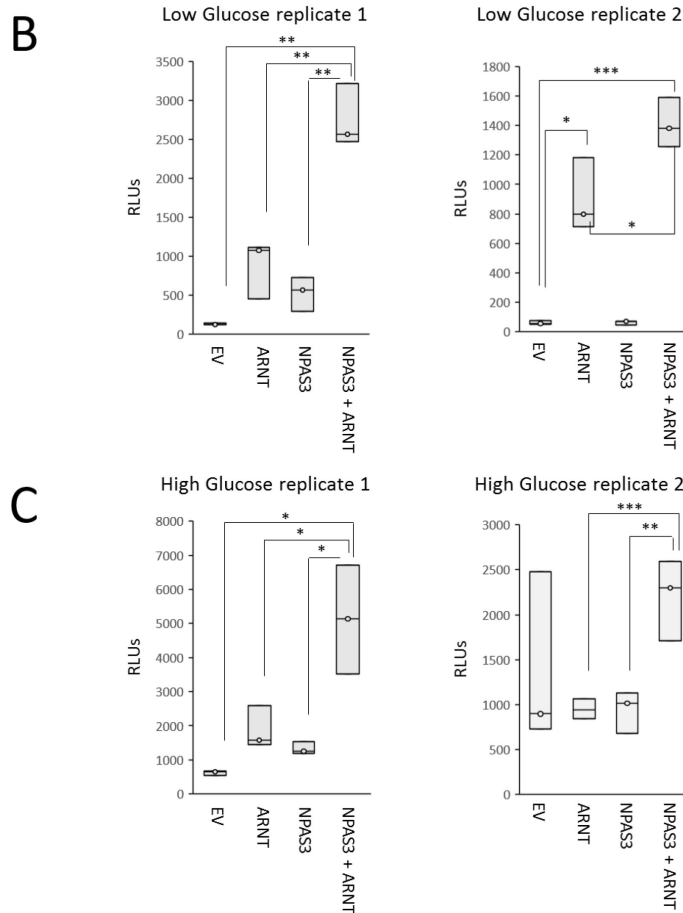 B
Low Glucose replicate 1
RLUs
3500
3000
2500
2000
1500
1000
500
0
**
**
**
EV
ARNT
NPAS3
NPAS3 + ARNT
Low Glucose replicate 2
RLUs
1800
1600
1400
1200
1000
800
600
400
200
0
***
*
*
EV
ARNT
NPAS3
NPAS3 + ARNT
C
High Glucose replicate 1
RLUs
8000
7000
6000
5000
4000
3000
2000
1000
0
*
*
*
EV
ARNT
NPAS3
NPAS3 + ARNT
High Glucose replicate 2
RLUs
3000
2500
2000
1500
1000
500
0
***
**
EV
ARNT
NPAS3
NPAS3 + ARNT